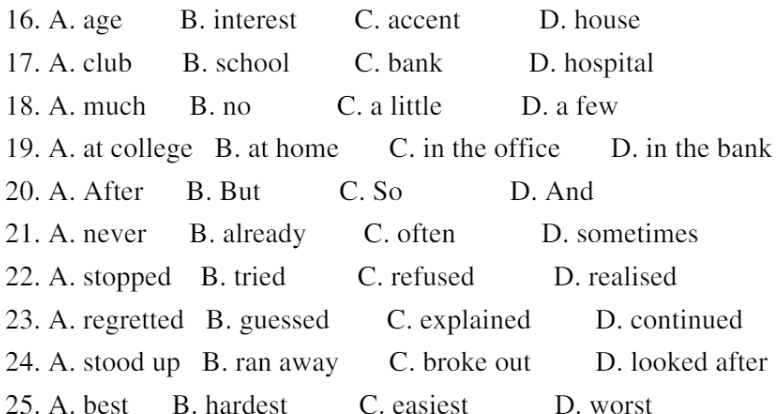 16. A. age B. interest C. accent D. house
17. A. club B. school C. bank D. hospital
18. A. much B. no C. a little D. a few
19. A. at college B. at home C. in the office D. in the bank
20. A. After B. But C. So D. And
21. A. never B. already C. often D. sometimes
22. A. stopped B. tried C. refused D. realised
23. A. regretted B. guessed C. explained D. continued
24. A. stood up B. ran away C. broke out D. looked after
25. A. best B. hardest C. easiest D. worst